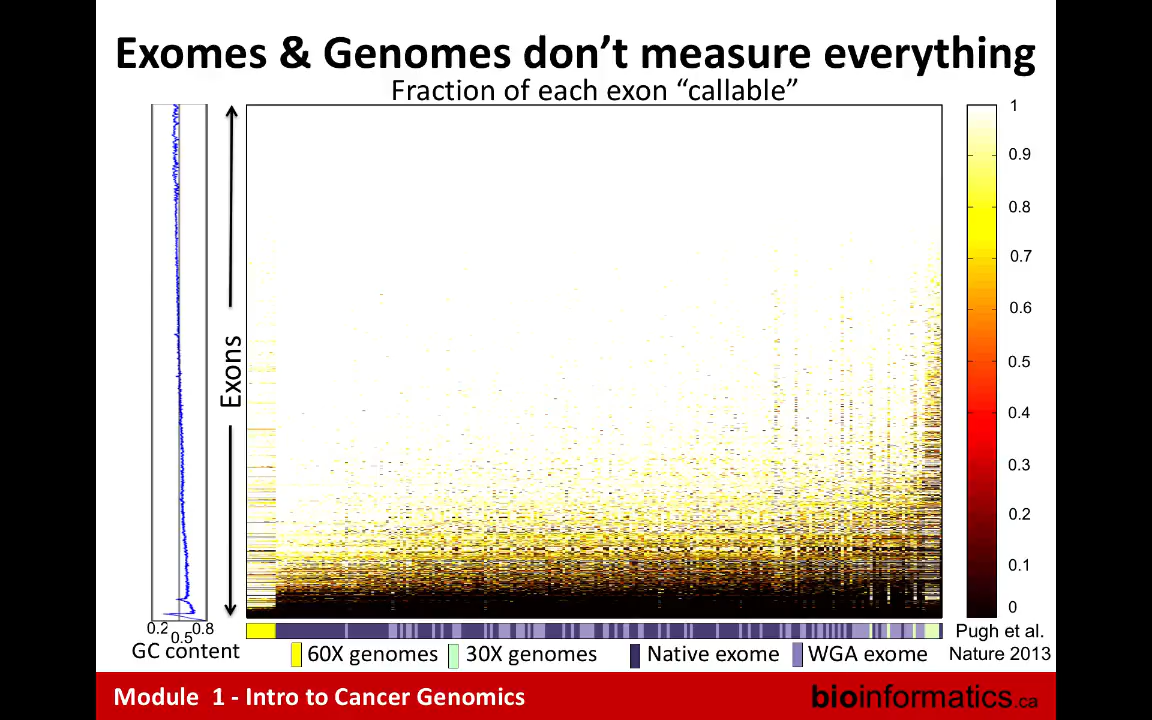 Exomes & Genomes don't measure everything
Fraction of each exon “callable”
Exons
1
0.9
0.8
0.7
0.6
0.5
0.4
0.3
0.2
0.1
0
0.2 0.5 0.8
GC content
60X genomes
30X genomes
Native exome
WGA exome
Pugh et al.
Nature 2013
Module 1 - Intro to Cancer Genomics
bioinformatics.ca